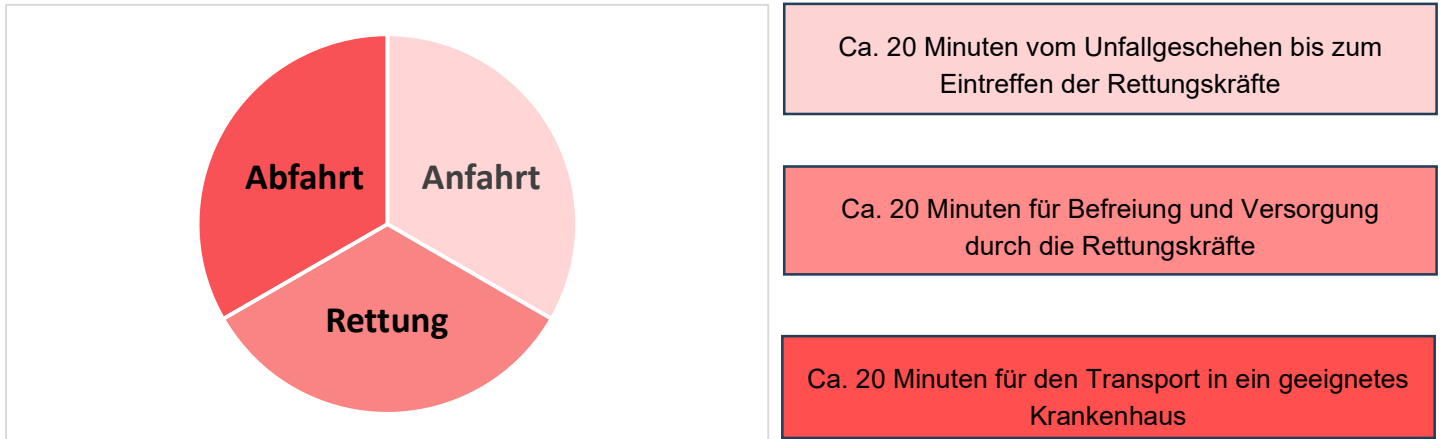 Abfahrt
Anfahrt
Rettung
Ca. 20 Minuten vom Unfallgeschehen bis zum
Eintreffen der Rettungskräfte
Ca. 20 Minuten für Befreiung und Versorgung
durch die Rettungskräfte
Ca. 20 Minuten für den Transport in ein geeignetes
Krankenhaus